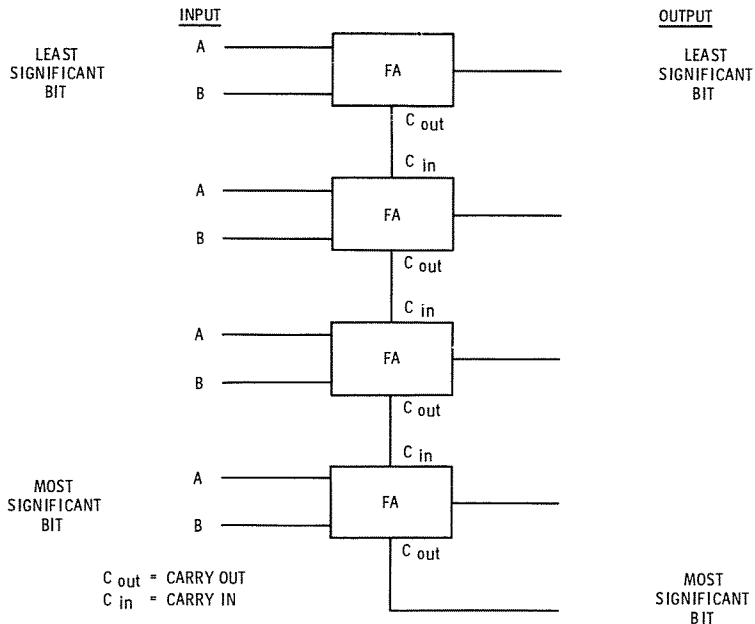 INPUT
OUTPUT
LEAST
SIGNIFICANT
BIT
A
B
FA
LEAST
SIGNIFICANT
BIT
C out
C in
A
B
FA
C out
C in
A
B
FA
C out
C in
MOST
SIGNIFICANT
BIT
A
B
FA
C out
C out = CARRY OUT
C in = CARRY IN
MOST
SIGNIFICANT
BIT